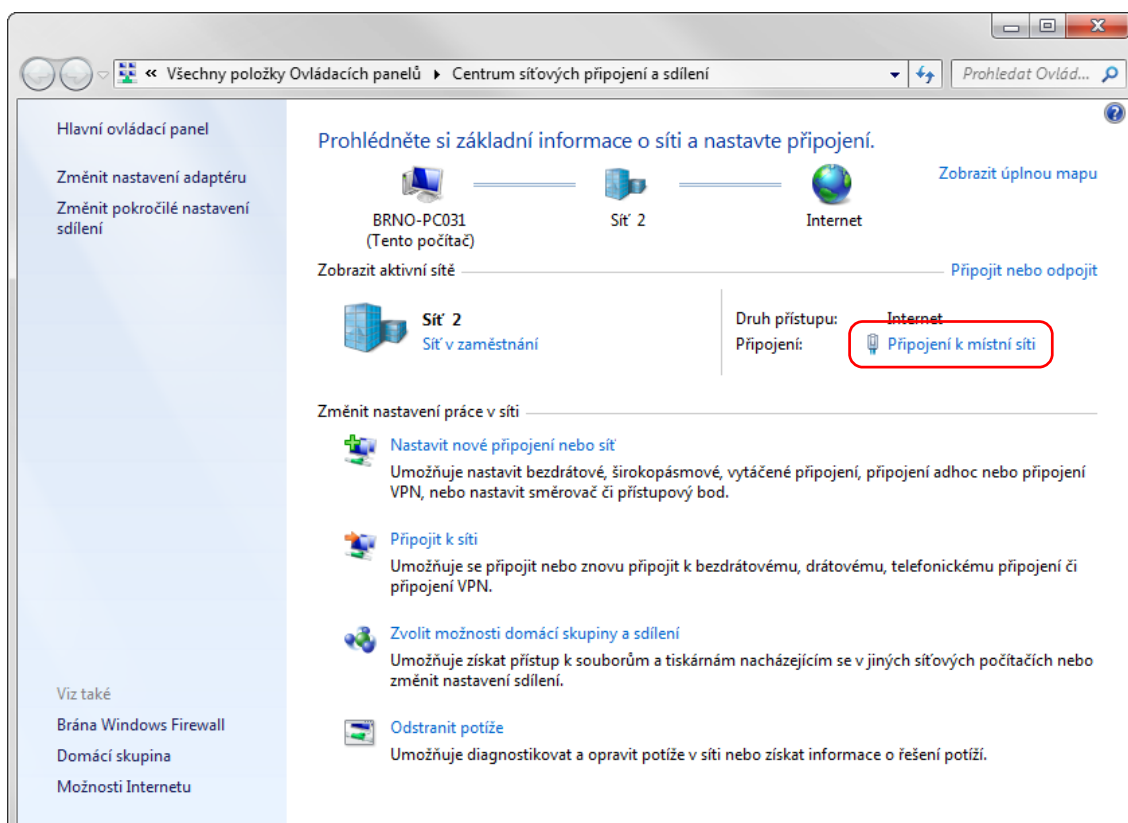 « Všechny položky Ovládacích panelů ▸ Centrum síťových připojení a sdílení
Prohledat Ovlád...
Hlavní ovládací panel
Změnit nastavení adaptéru
Změnit pokročilé nastavení
sdílení
Prohlédněte si základní informace o síti a nastavte připojení.
Zobrazit úplnou mapu
BRNO-PC031
(Tento počítač)
Síť 2
Internet
Zobrazit aktivní sítě
Připojit nebo odpojit
Síť 2
Síť v zaměstnání
Druh přístupu: Internet
Připojení: Připojení k místní síti
Změnit nastavení práce v síti
Nastavit nové připojení nebo síť
Umožňuje nastavit bezdrátové, širokopásmové, vytáčené připojení, připojení adhoc nebo připojení
VPN, nebo nastavit směrovač či přístupový bod.
Připojit k síti
Umožňuje se připojit nebo znovu připojit k bezdrátovému, drátovému, telefonickému připojení či
připojení VPN.
Zvolit možnosti domácí skupiny a sdílení
Umožňuje získat přístup k souborům a tiskárnám nacházejícím se v jiných síťových počítačích nebo
změnit nastavení sdílení.
Odstranit potíže
Umožňuje diagnostikovat a opravit potíže v síti nebo získat informace o řešení potíží.
Viz také
Brána Windows Firewall
Domácí skupina
Možnosti Internetu